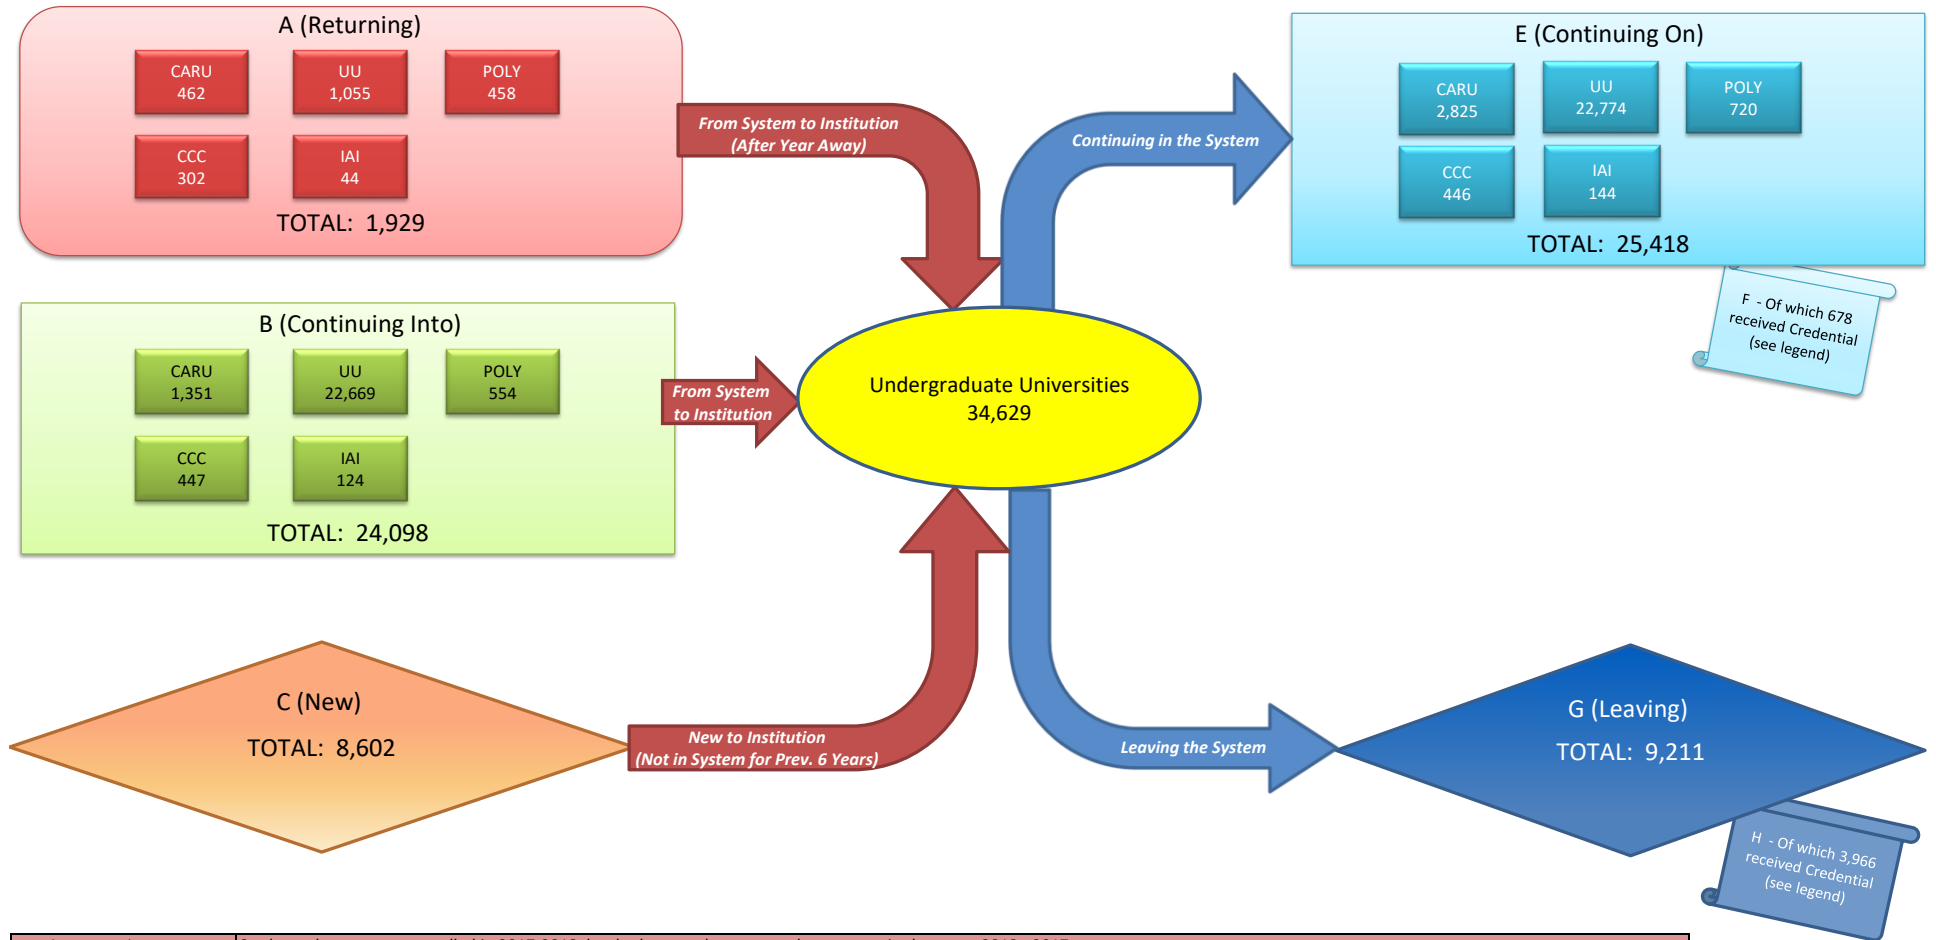 A (Returning)
CARU
462
UU
1,055
POLY
458
CCC
302
IAI
44
TOTAL: 1,929
From System to Institution
(After Year Away)
B (Continuing Into)
CARU
1,351
UU
22,669
POLY
554
CCC
447
IAI
124
TOTAL: 24,098
From System
to Institution
C (New)
TOTAL: 8,602
New to Institution
(Not in System for Prev. 6 Years)
Undergraduate Universities
34,629
Continuing in the System
E (Continuing On)
CARU
2,825
UU
22,774
POLY
720
CCC
446
IAI
144
TOTAL: 25,418
F - Of which 678
received Credential
(see legend)
Leaving the System
G (Leaving)
TOTAL: 9,211
H - Of which 3,966
received Credential
(see legend)